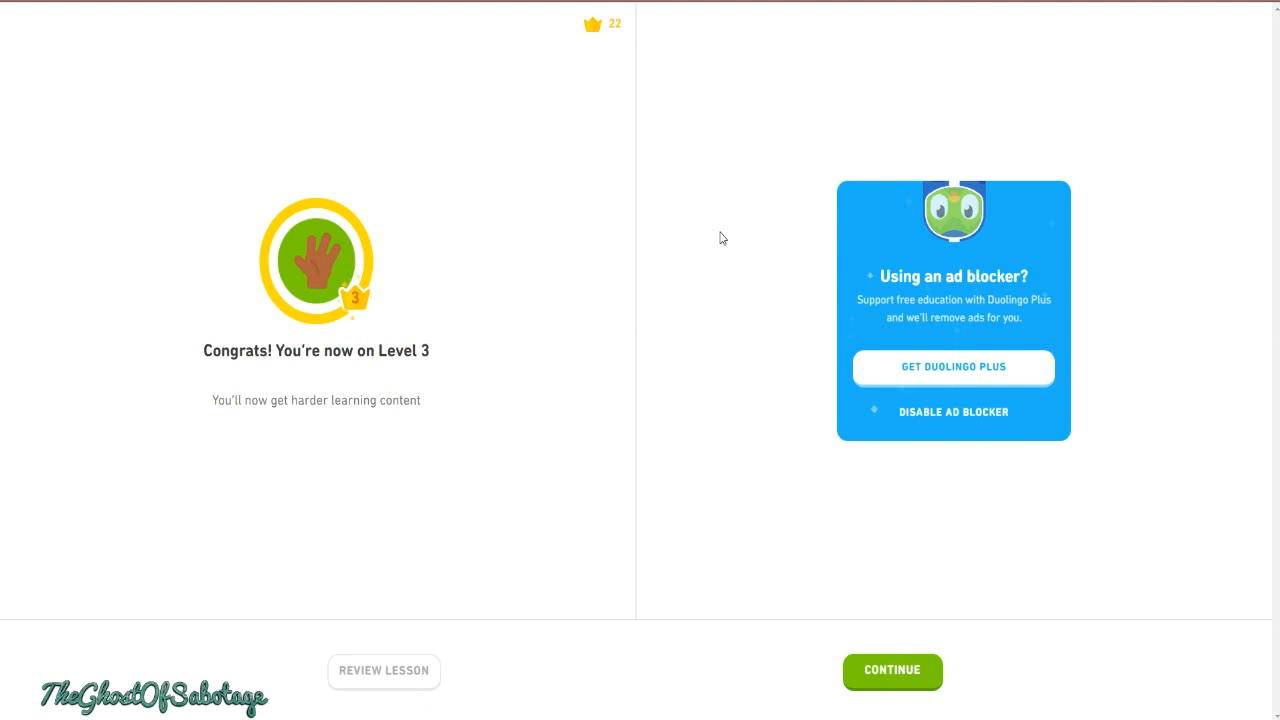 22
3
Congrats! You're now on Level 3
You'll now get harder learning content
Using an ad blocker?
Support free education with Duolingo Plus
and we'll remove ads for you.
GET DUOLINGO PLUS
DISABLE AD BLOCKER
REVIEW LESSON
CONTINUE
TheGhostOfSabotage